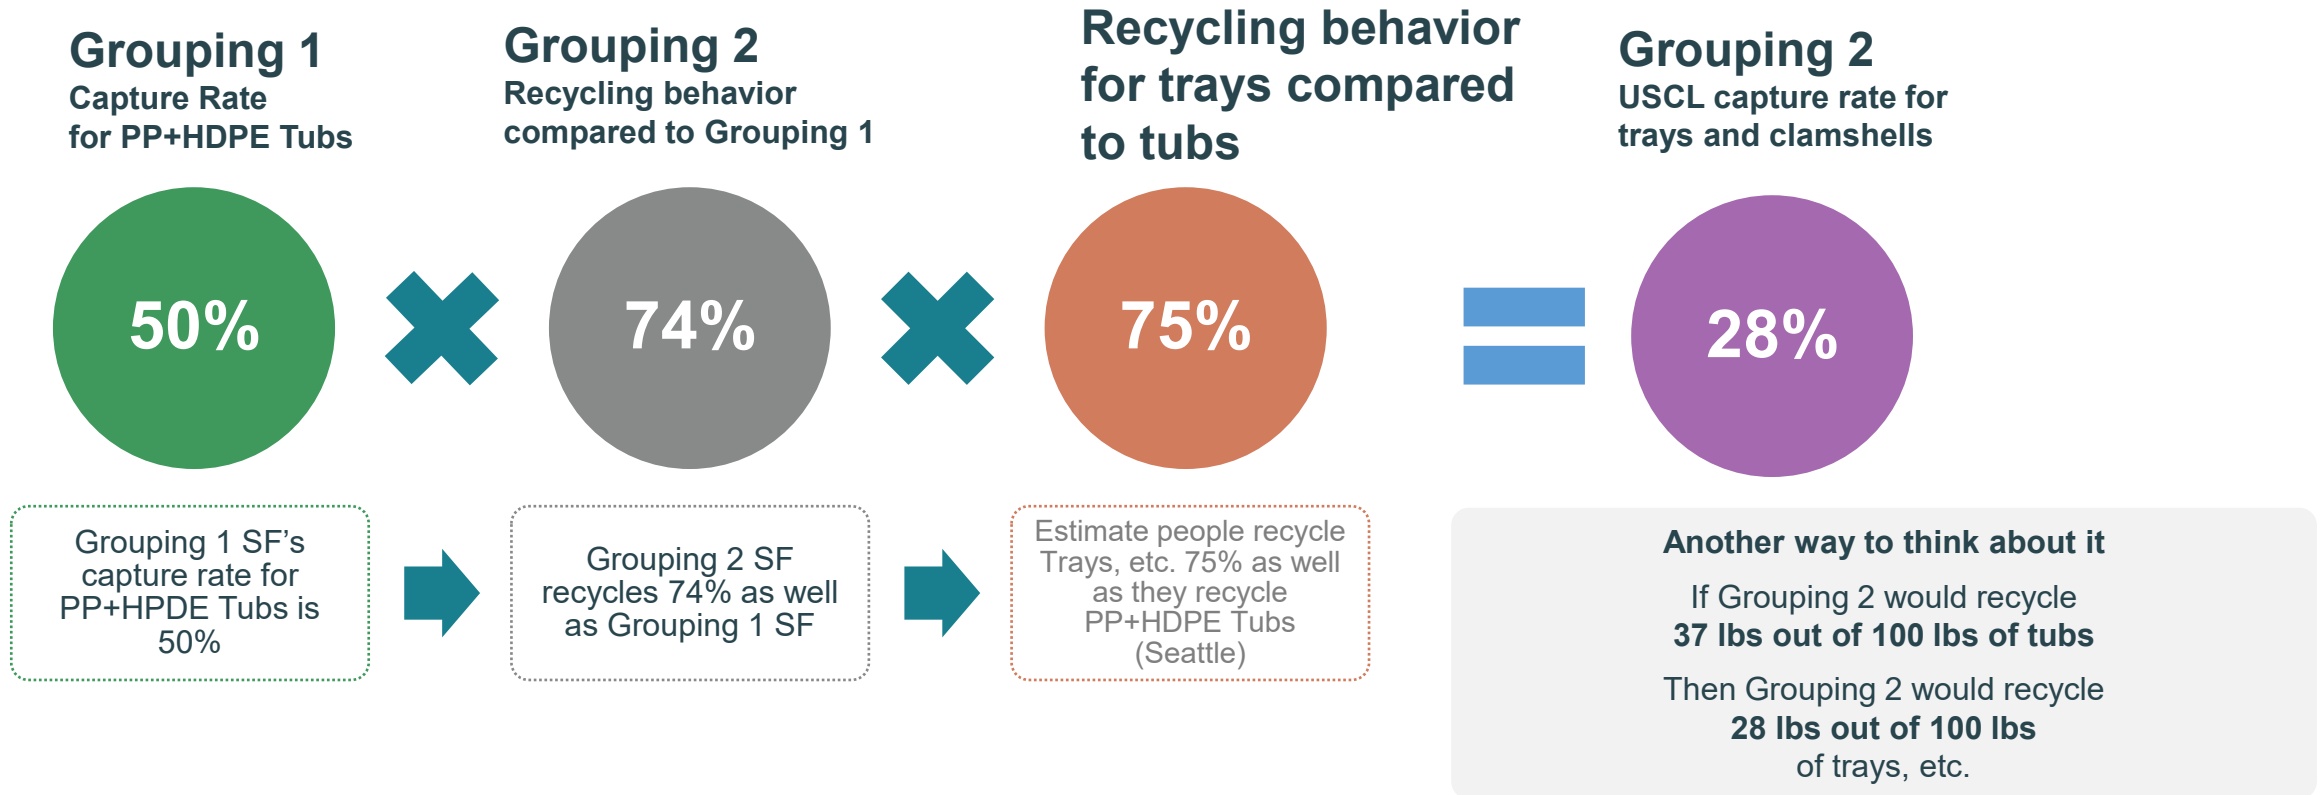 Grouping 1
Capture Rate
for PP+HDPE Tubs
Grouping 2
Recycling behavior
compared to Grouping 1
Recycling behavior
for trays compared
to tubs
Grouping 2
USCL capture rate for
trays and clamshells
50%
74%
75%
28%
Grouping 1 SF’s
capture rate for
PP+HPDE Tubs is
50%
Grouping 2 SF
recycles 74% as well
as Grouping 1 SF
Estimate people recycle
Trays, etc. 75% as well
as they recycle
PP+HDPE Tubs
(Seattle)
Another way to think about it
If Grouping 2 would recycle
37 lbs out of 100 lbs of tubs
Then Grouping 2 would recycle
28 lbs out of 100 lbs
of trays, etc.